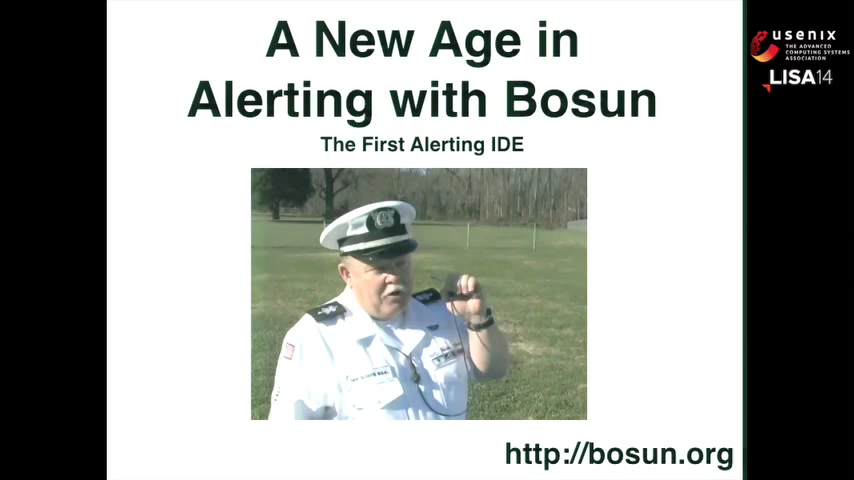 A New Age in
Alerting with Bosun
The First Alerting IDE
http://bosun.org
usenix
THE ADVANCED
COMPUTING SYSTEMS
ASSOCIATION
LISA14